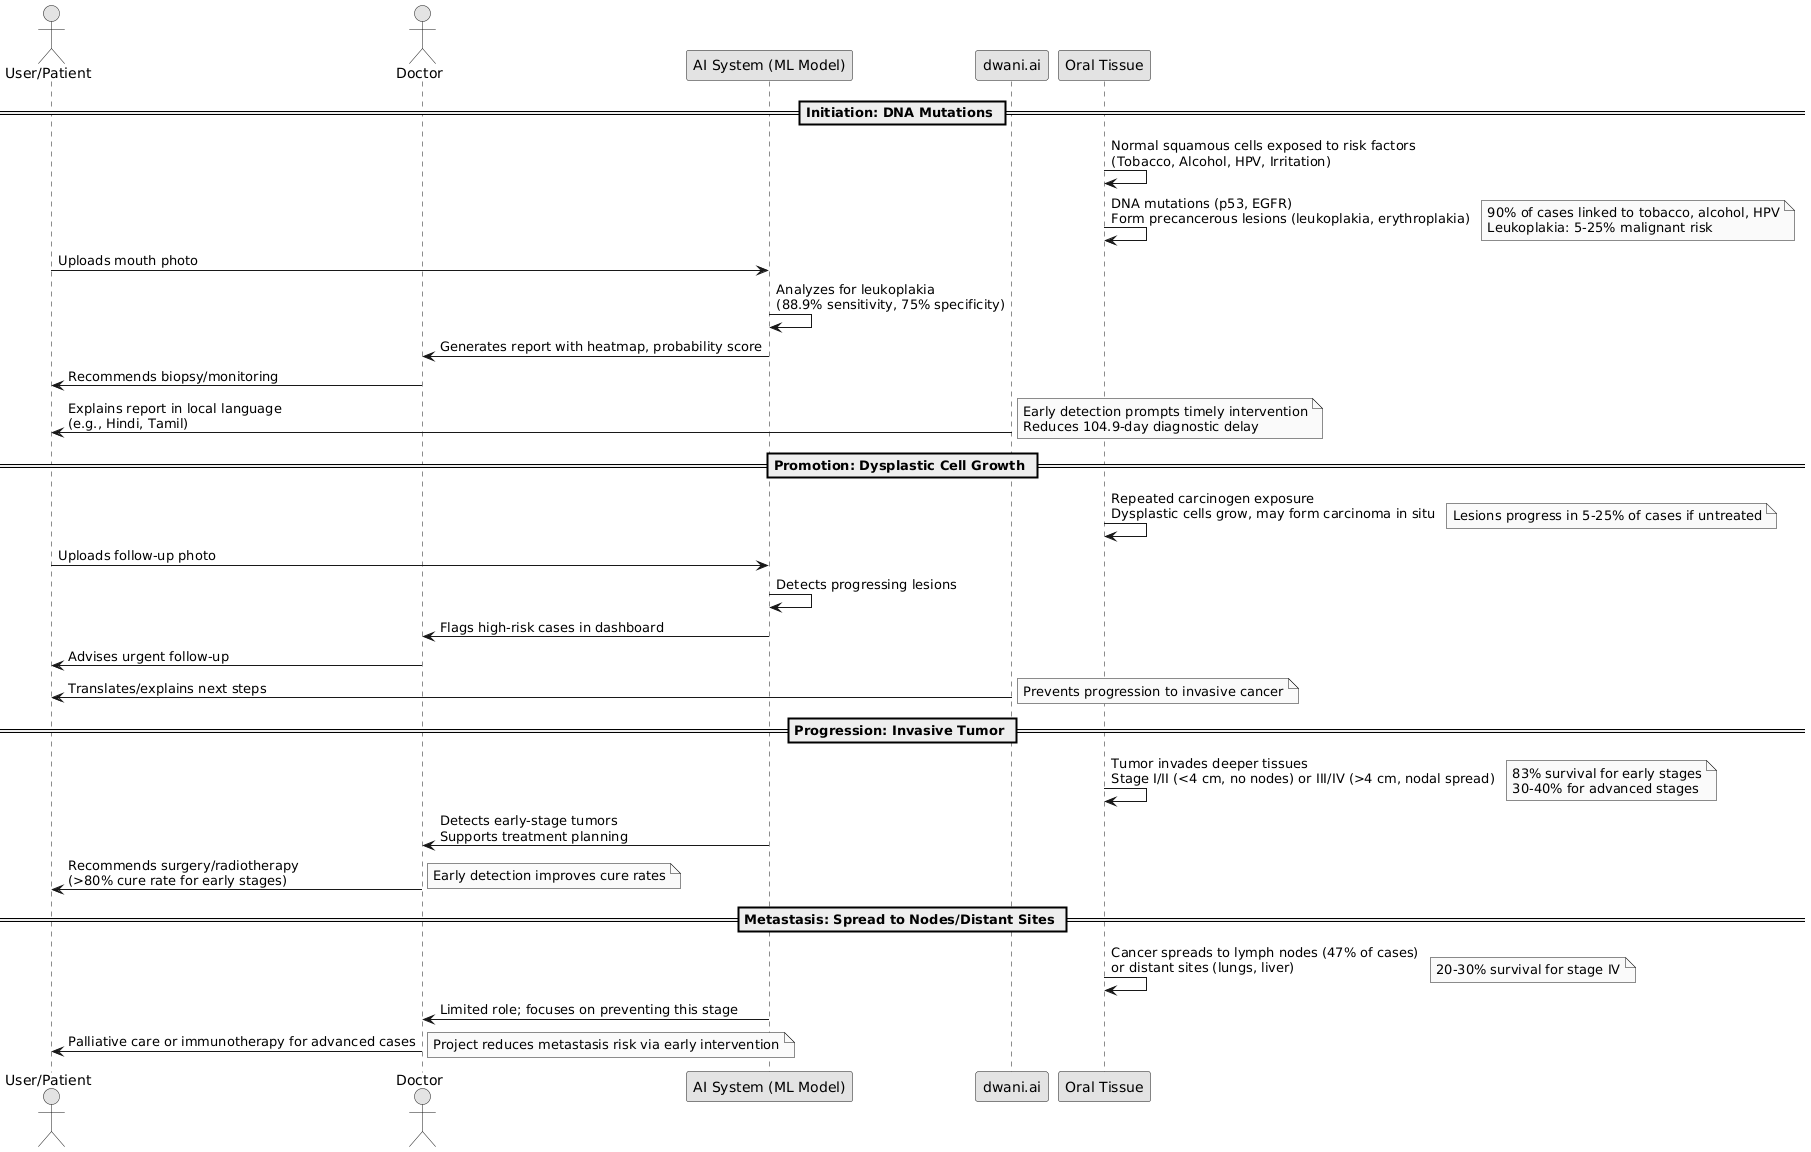 User/Patient
Doctor
AI System (ML Model)
dwani.ai
Oral Tissue
Initiation: DNA Mutations
Normal squamous cells exposed to risk factors
(Tobacco, Alcohol, HPV, Irritation)
DNA mutations (p53, EGFR)
Form precancerous lesions (leukoplakia, erythroplakia)
90% of cases linked to tobacco, alcohol, HPV
Leukoplakia: 5-25% malignant risk
Uploads mouth photo
Analyzes for leukoplakia
(88.9% sensitivity, 75% specificity)
Generates report with heatmap, probability score
Recommends biopsy/monitoring
Explains report in local language
(e.g., Hindi, Tamil)
Early detection prompts timely intervention
Reduces 104.9-day diagnostic delay
Promotion: Dysplastic Cell Growth
Repeated carcinogen exposure
Dysplastic cells grow, may form carcinoma in situ
Lesions progress in 5-25% of cases if untreated
Uploads follow-up photo
Detects progressing lesions
Flags high-risk cases in dashboard
Advises urgent follow-up
Translates/explains next steps
Prevents progression to invasive cancer
Progression: Invasive Tumor
Tumor invades deeper tissues
Stage I/II (<4 cm, no nodes) or III/IV (>4 cm, nodal spread)
83% survival for early stages
30-40% for advanced stages
Detects early-stage tumors
Supports treatment planning
Recommends surgery/radiotherapy
(>80% cure rate for early stages)
Early detection improves cure rates
Metastasis: Spread to Nodes/Distant Sites
Cancer spreads to lymph nodes (47% of cases)
or distant sites (lungs, liver)
20-30% survival for stage IV
Limited role; focuses on preventing this stage
Palliative care or immunotherapy for advanced cases
Project reduces metastasis risk via early intervention
User/Patient
Doctor
AI System (ML Model)
dwani.ai
Oral Tissue